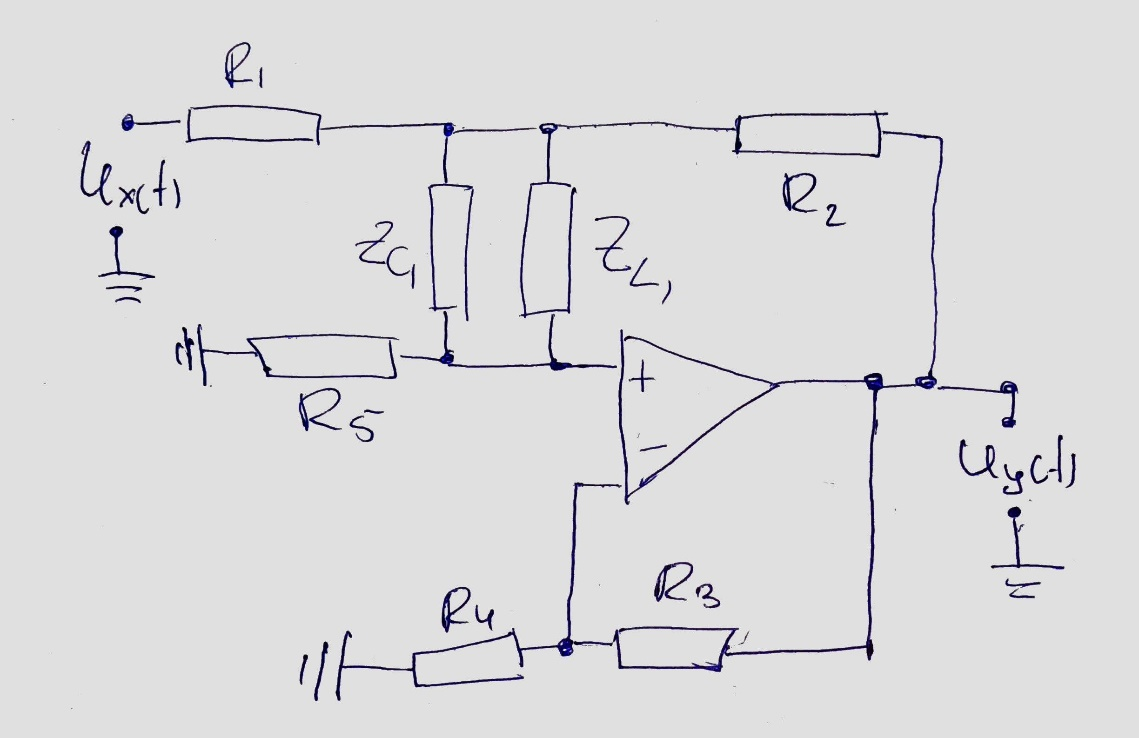 R1
Ux(t)
R2
ZC1
ZL1
R5
+
−
Uy(t)
R3
R4